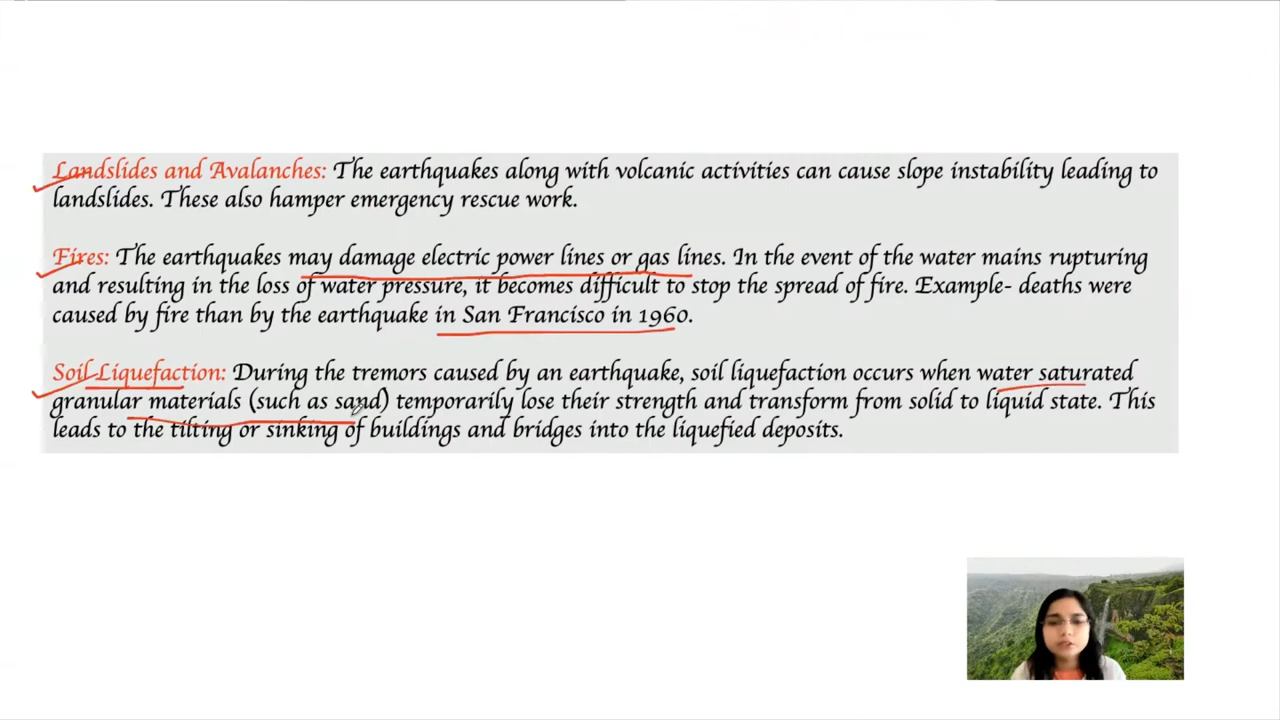 Landslides and Avalanches: The earthquakes along with volcanic activities can cause slope instability leading to
landslides. These also hamper emergency rescue work.
Fires: The earthquakes may damage electric power lines or gas lines. In the event of the water mains rupturing
and resulting in the loss of water pressure, it becomes difficult to stop the spread of fire. Example- deaths were
caused by fire than by the earthquake in San Francisco in 1960.
Soil Liquefaction: During the tremors caused by an earthquake, soil liquefaction occurs when water saturated
granular materials (such as sand) temporarily lose their strength and transform from solid to liquid state. This
leads to the tilting or sinking of buildings and bridges into the liquefied deposits.